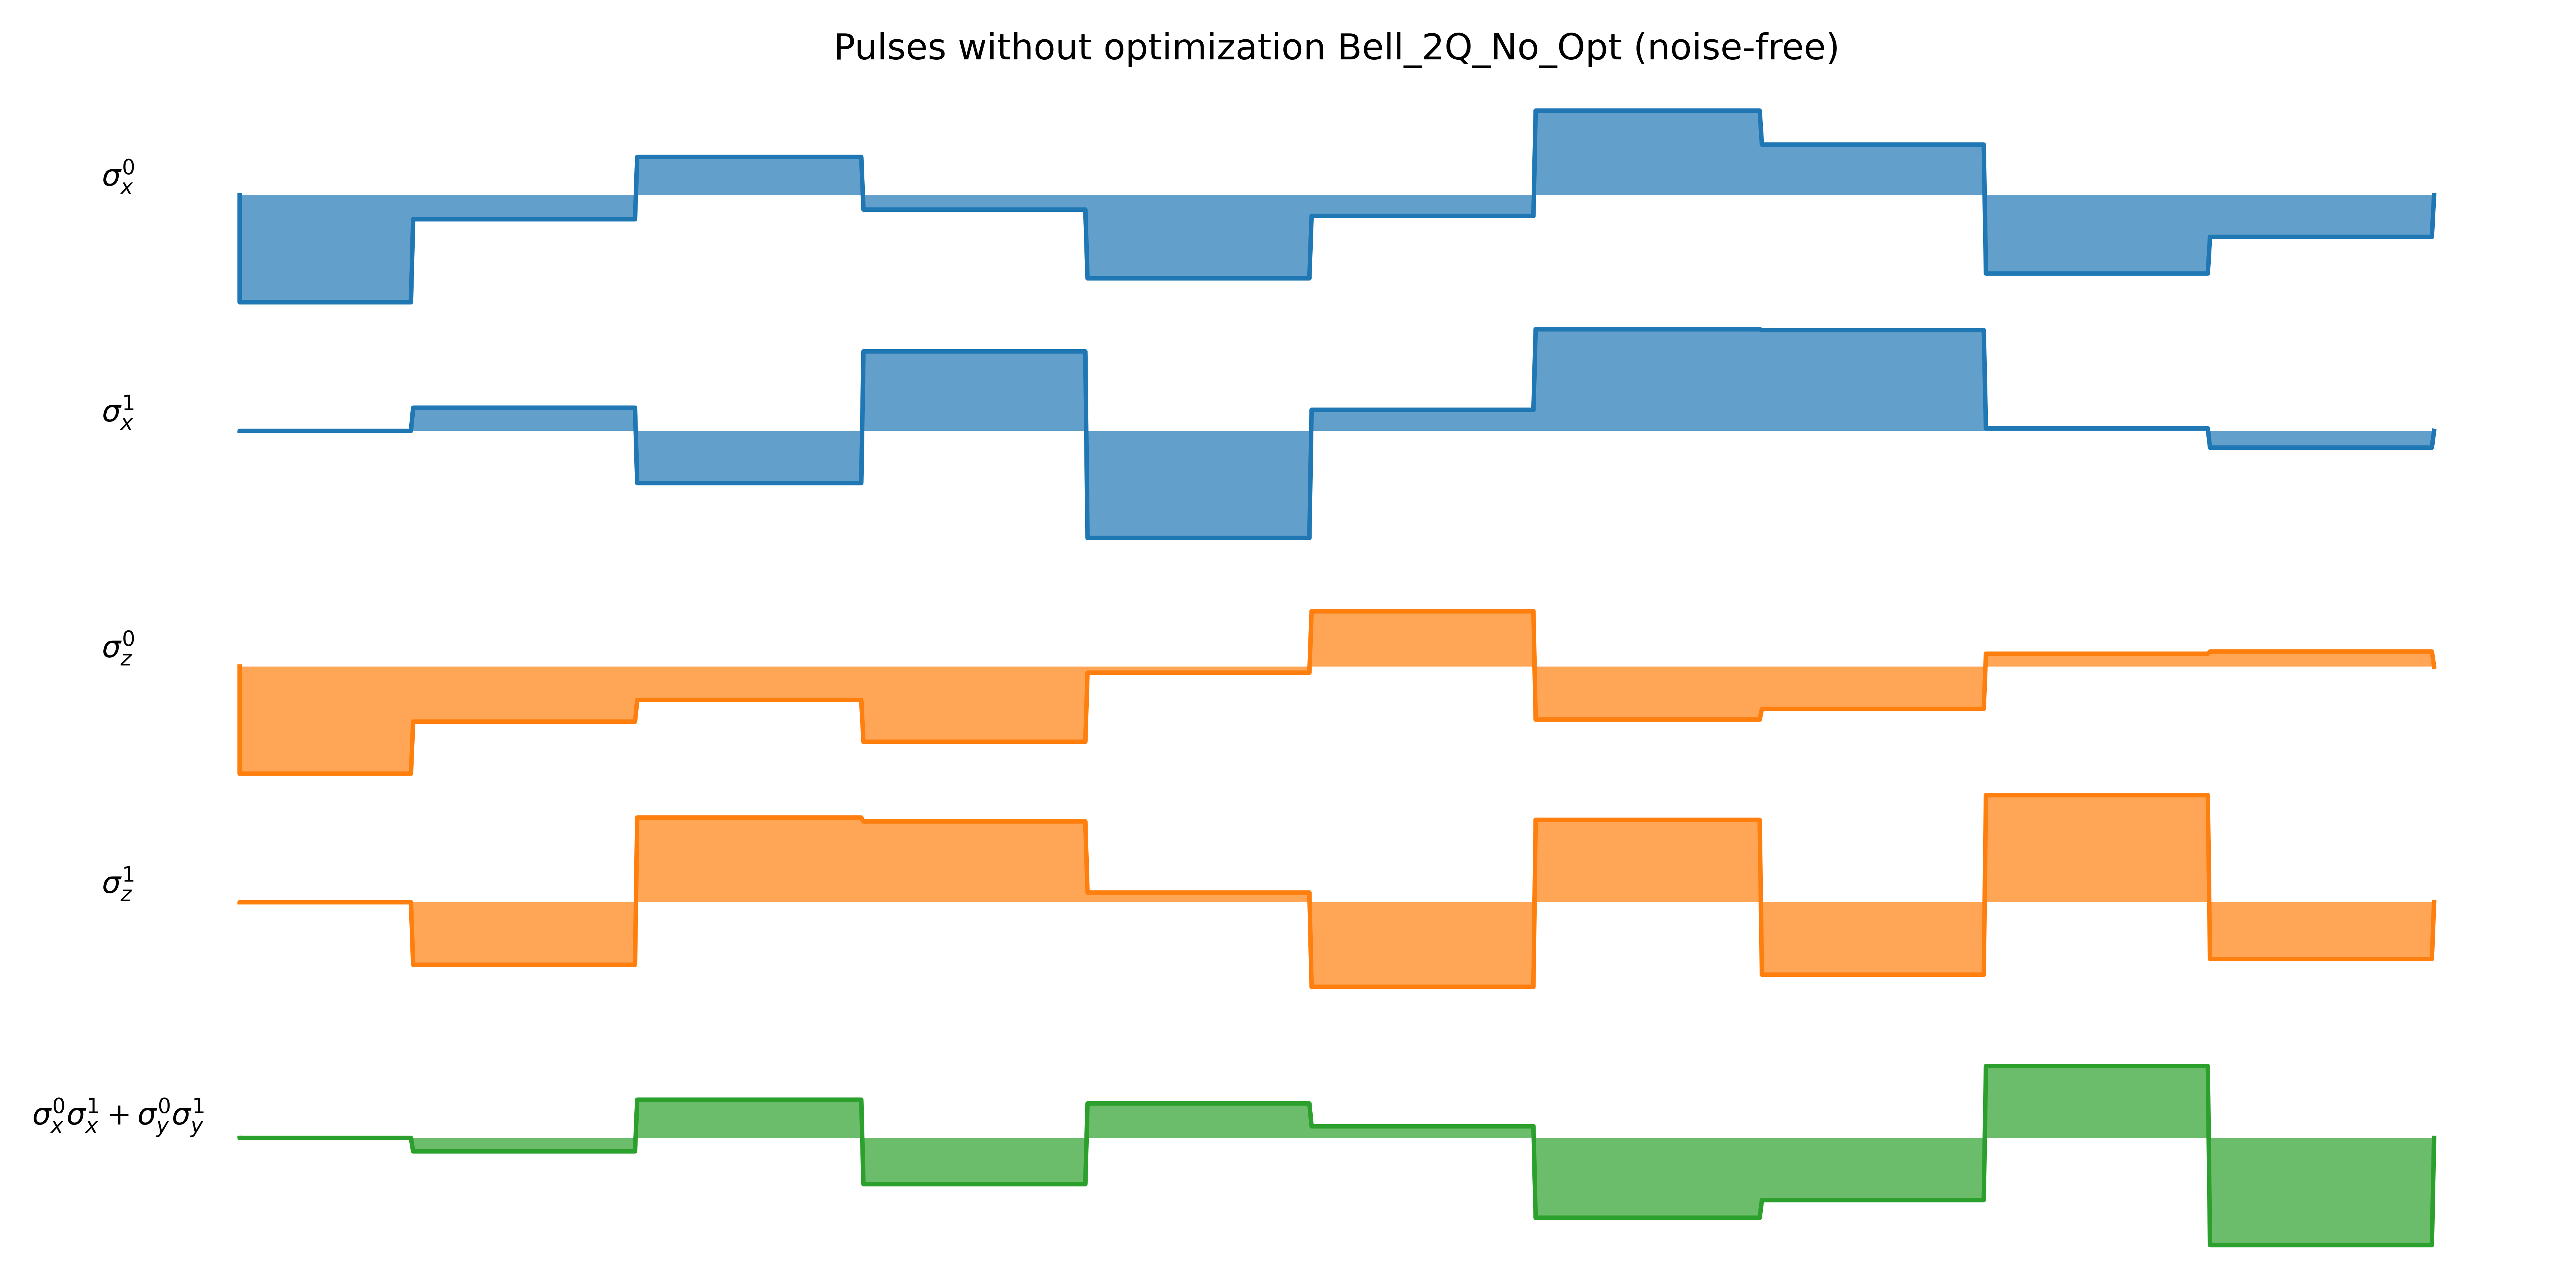 Pulses without optimization Bell_2Q_No_Opt (noise-free)
σ_x^0
σ_x^1
σ_z^0
σ_z^1
σ_x^0σ_x^1 + σ_y^0σ_y^1